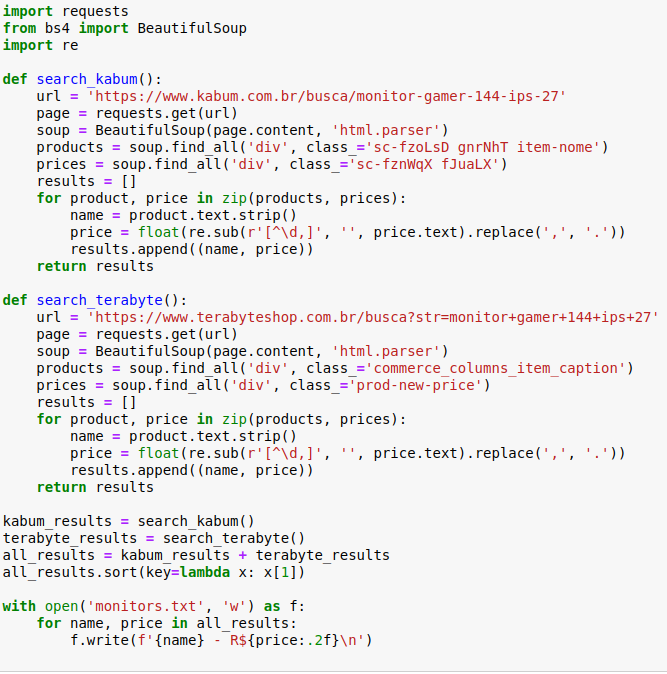 import requests
from bs4 import BeautifulSoup
import re

def search_kabum():
    url = 'https://www.kabum.com.br/busca/monitor-gamer-144-ips-27'
    page = requests.get(url)
    soup = BeautifulSoup(page.content, 'html.parser')
    products = soup.find_all('div', class_='sc-fzoLsD gnrNhT item-nome')
    prices = soup.find_all('div', class_='sc-fznWqX fJuaLX')
    results = []
    for product, price in zip(products, prices):
        name = product.text.strip()
        price = float(re.sub(r'[^\d,]', '', price.text).replace(',', '.'))
        results.append((name, price))
    return results

def search_terabyte():
    url = 'https://www.terabyteshop.com.br/busca?str=monitor+gamer+144+ips+27'
    page = requests.get(url)
    soup = BeautifulSoup(page.content, 'html.parser')
    products = soup.find_all('div', class_='commerce_columns_item_caption')
    prices = soup.find_all('div', class_='prod-new-price')
    results = []
    for product, price in zip(products, prices):
        name = product.text.strip()
        price = float(re.sub(r'[^\d,]', '', price.text).replace(',', '.'))
        results.append((name, price))
    return results

kabum_results = search_kabum()
terabyte_results = search_terabyte()
all_results = kabum_results + terabyte_results
all_results.sort(key=lambda x: x[1])

with open('monitors.txt', 'w') as f:
    for name, price in all_results:
        f.write(f'{name} - R${price:.2f}\n')